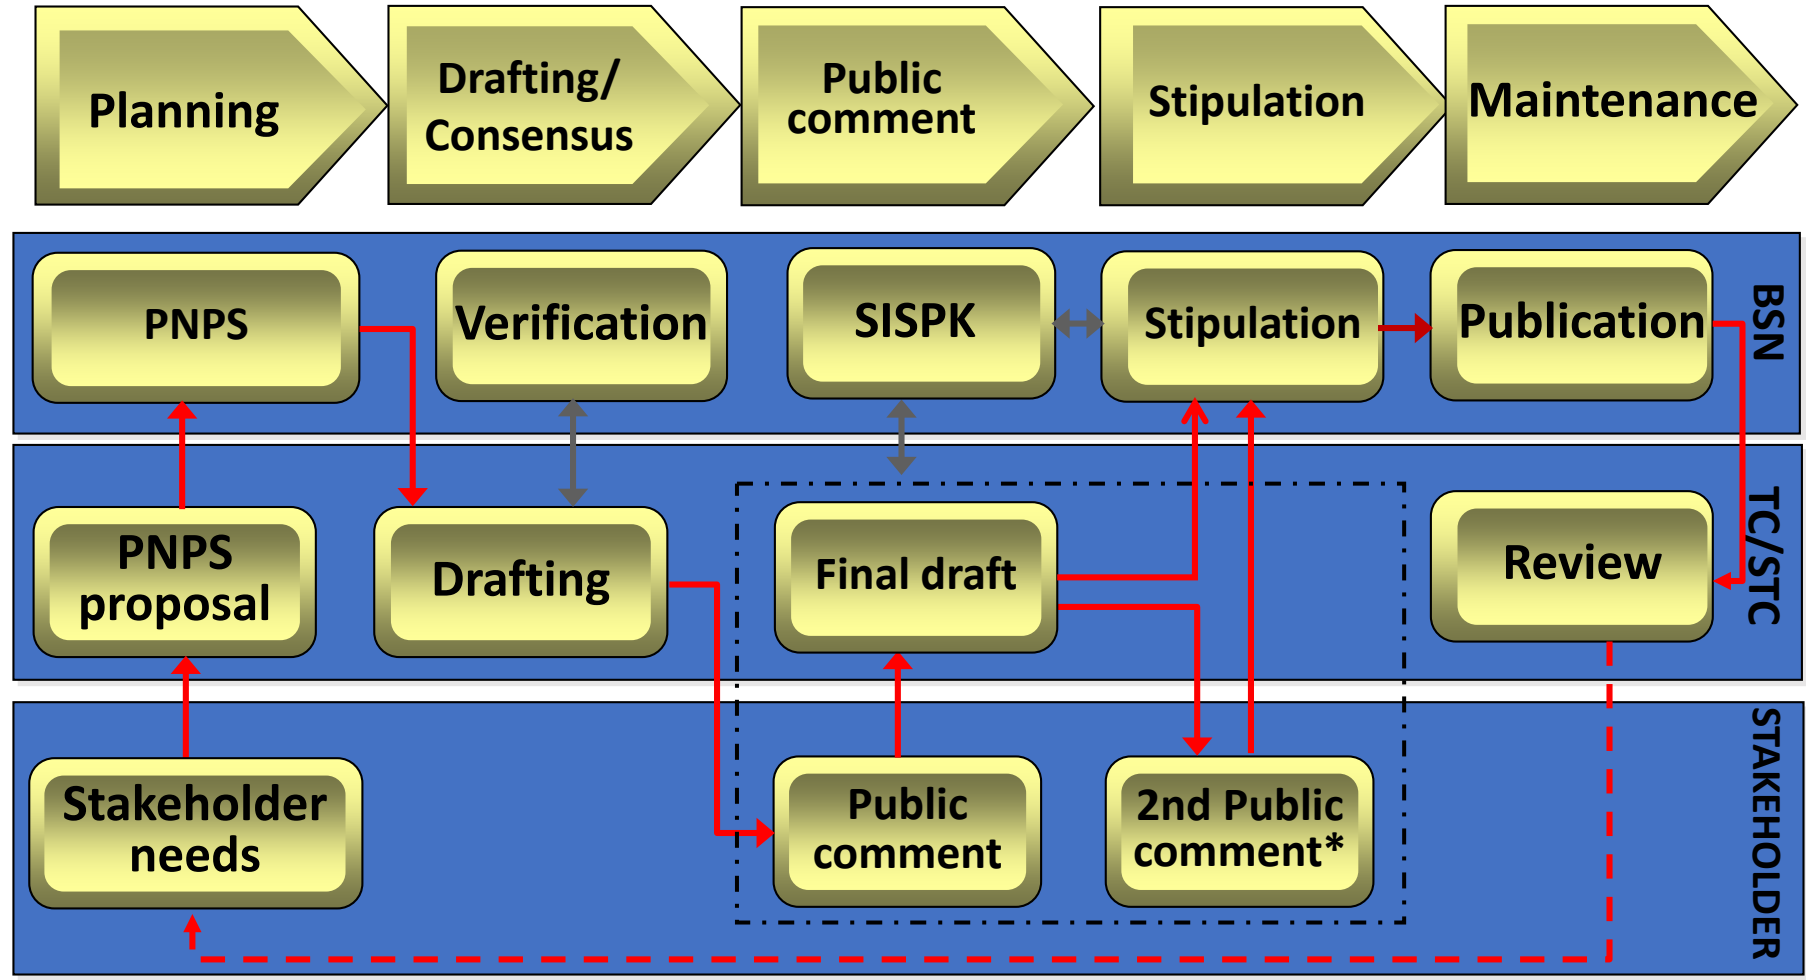 Planning
Drafting/
Consensus
Public
comment
Stipulation
Maintenance
PNPS
Verification
SISPK
Stipulation
Publication
BSN
PNPS
proposal
Drafting
Final draft
Review
TC/STC
Stakeholder
needs
Public
comment
2nd Public
comment*
STAKEHOLDER